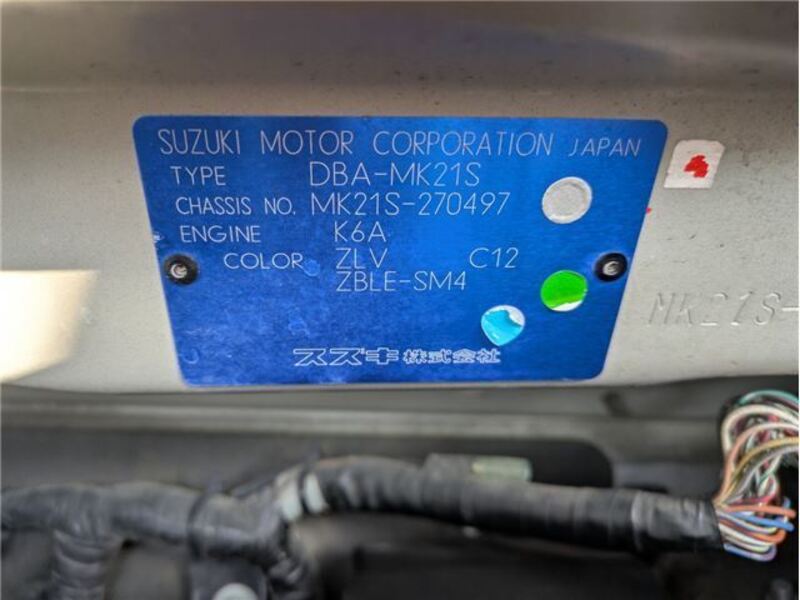 SUZUKI MOTOR CORPORATION JAPAN
TYPE DBA-MK21S
CHASSIS NO. MK21S-270497
ENGINE K6A
COLOR ZLV C12
ZBLE-SM4
スズキ株式会社
4
MK21S-